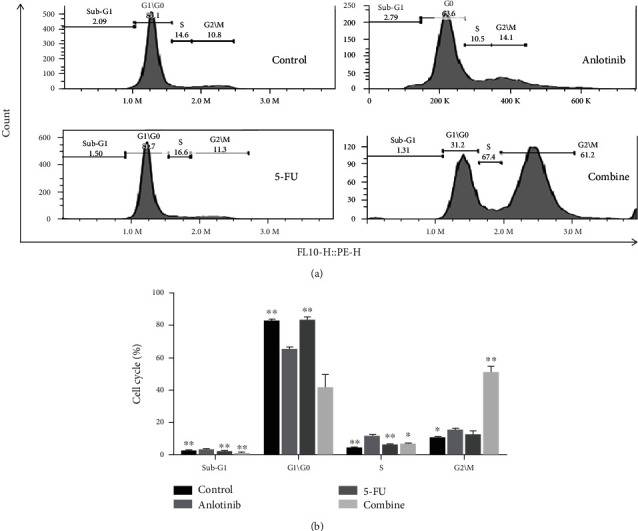 (a)
Count
FL10-H::PE-H
Control
500
400
300
200
100
0
Sub-G1
2.09
G1\G0
S
14.6
G2\M
10.8
1.0 M
2.0 M
3.0 M
Anlotinib
250
200
150
100
50
0
Sub-G1
2.79
G0
S
10.5
G2\M
14.1
0
200 K
400 K
600 K
5-FU
600
400
200
0
Sub-G1
1.50
G1\G0
S
16.6
G2\M
11.3
1.0 M
2.0 M
3.0 M
Combine
120
90
60
30
0
Sub-G1
1.31
G1\G0
31.2
S
67.4
G2\M
61.2
1.0 M
2.0 M
3.0 M
(a)
Cell cycle (%)
100
80
60
40
20
0
** ** **
** **
** ** *
* **
Sub-G1
G1\G0
S
G2\M
Control
Anlotinib
5-FU
Combine
(b)